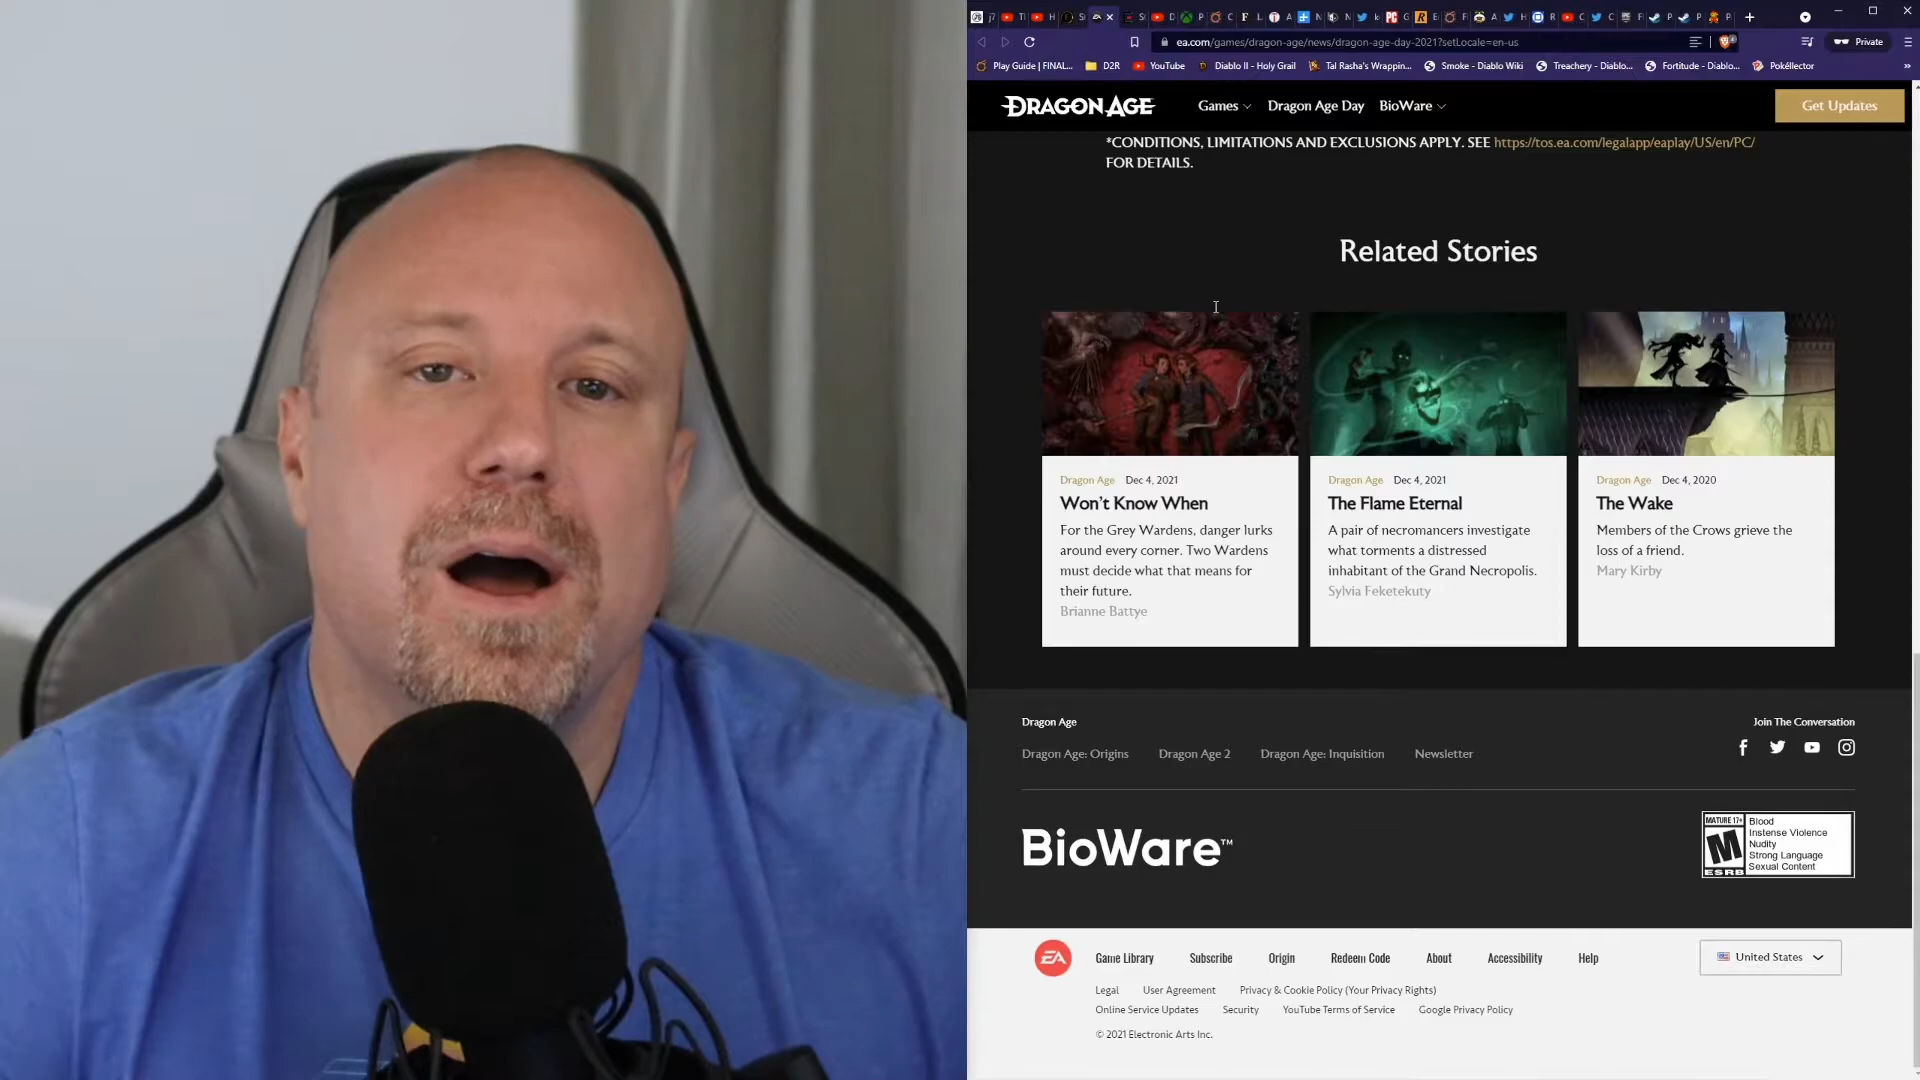 ea.com/games/dragon-age/news/dragon-age-day-2021?setLocale=en-us
Private
Play Guide | FINAL...
D2R
YouTube
Diablo II - Holy Grail
Tal Rasha's Wrappin...
Smoke - Diablo Wiki
Treachery - Diablo...
Fortitude - Diablo...
Pokéllector
DRAGON AGE
Games
Dragon Age Day
BioWare
Get Updates
*CONDITIONS, LIMITATIONS AND EXCLUSIONS APPLY. SEE https://tos.ea.com/legalapp/eaplay/US/en/PC/
FOR DETAILS.
Related Stories
Dragon Age Dec 4, 2021
Won't Know When
For the Grey Wardens, danger lurks
around every corner. Two Wardens
must decide what that means for
their future.
Brianne Battye
Dragon Age Dec 4, 2021
The Flame Eternal
A pair of necromancers investigate
what torments a distressed
inhabitant of the Grand Necropolis.
Sylvia Feketekuty
Dragon Age Dec 4, 2020
The Wake
Members of the Crows grieve the
loss of a friend.
Mary Kirby
Dragon Age
Join The Conversation
Dragon Age: Origins
Dragon Age 2
Dragon Age: Inquisition
Newsletter
BioWare™
MATURE 17+
M
ESRB
Blood
Instense Violence
Nudity
Strong Language
Sexual Content
EA
Game Library
Subscribe
Origin
Redeem Code
About
Accessibility
Help
United States
Legal
User Agreement
Privacy & Cookie Policy (Your Privacy Rights)
Online Service Updates
Security
YouTube Terms of Service
Google Privacy Policy
© 2021 Electronic Arts Inc.